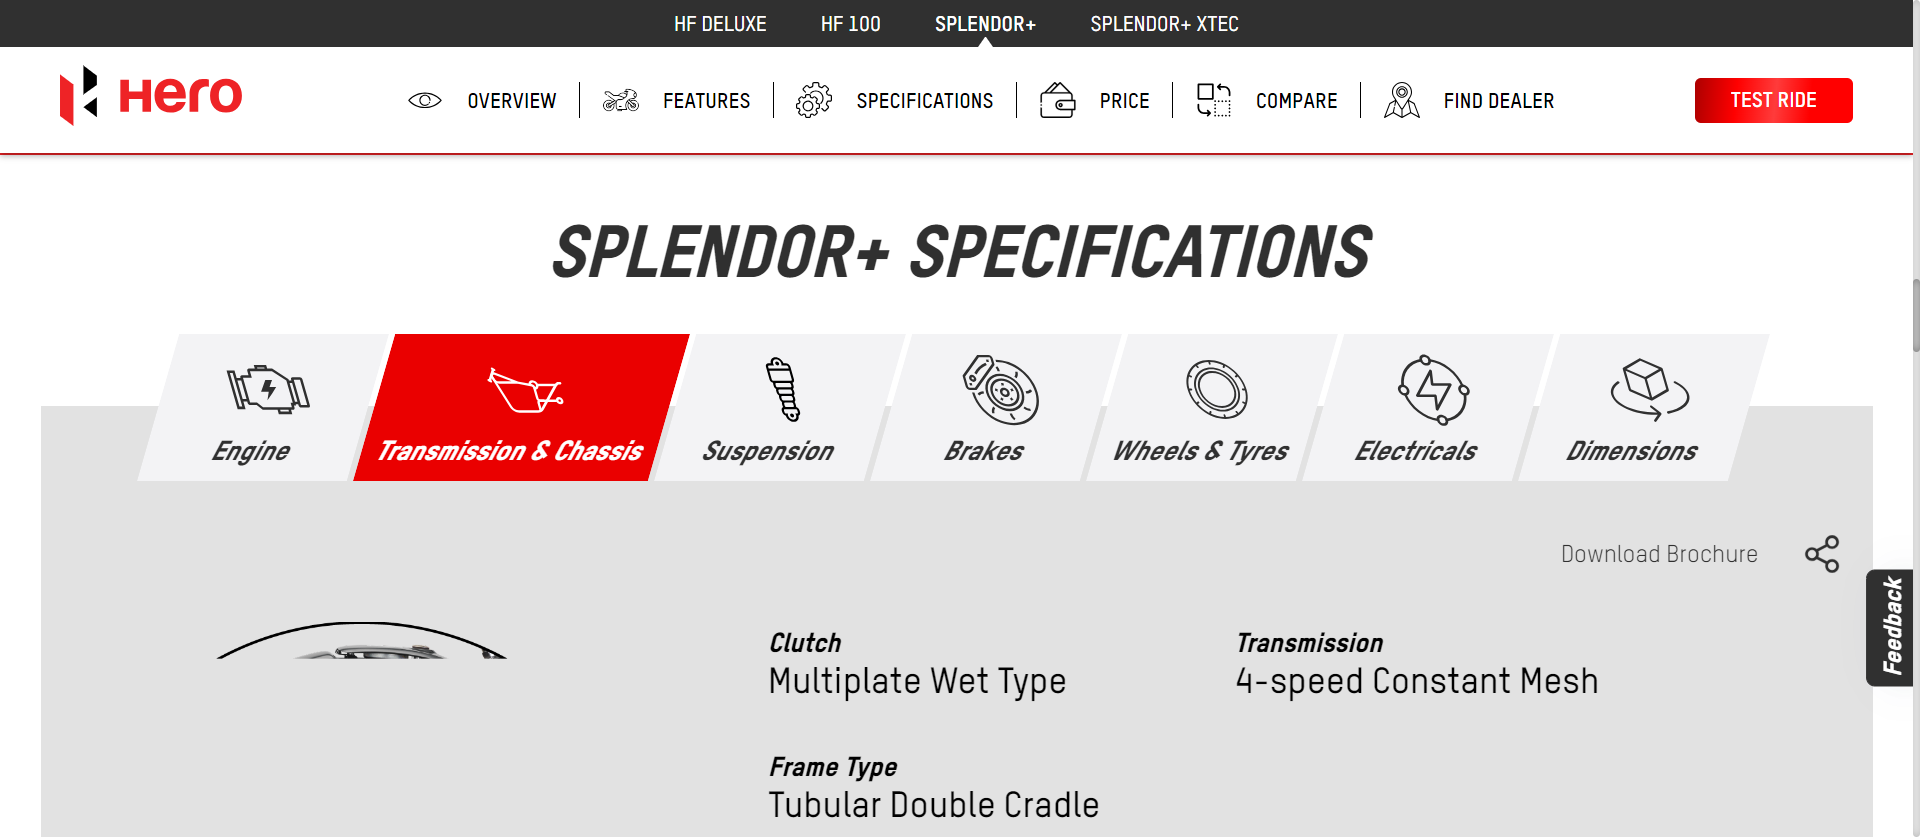 HF DELUXE HF 100 SPLENDOR+ SPLENDOR+ XTEC
Hero OVERVIEW FEATURES SPECIFICATIONS PRICE COMPARE FIND DEALER TEST RIDE
SPLENDOR+ SPECIFICATIONS
Engine Transmission & Chassis Suspension Brakes Wheels & Tyres Electricals Dimensions
Download Brochure
Feedback
Clutch
Multiplate Wet Type
Transmission
4-speed Constant Mesh
Frame Type
Tubular Double Cradle